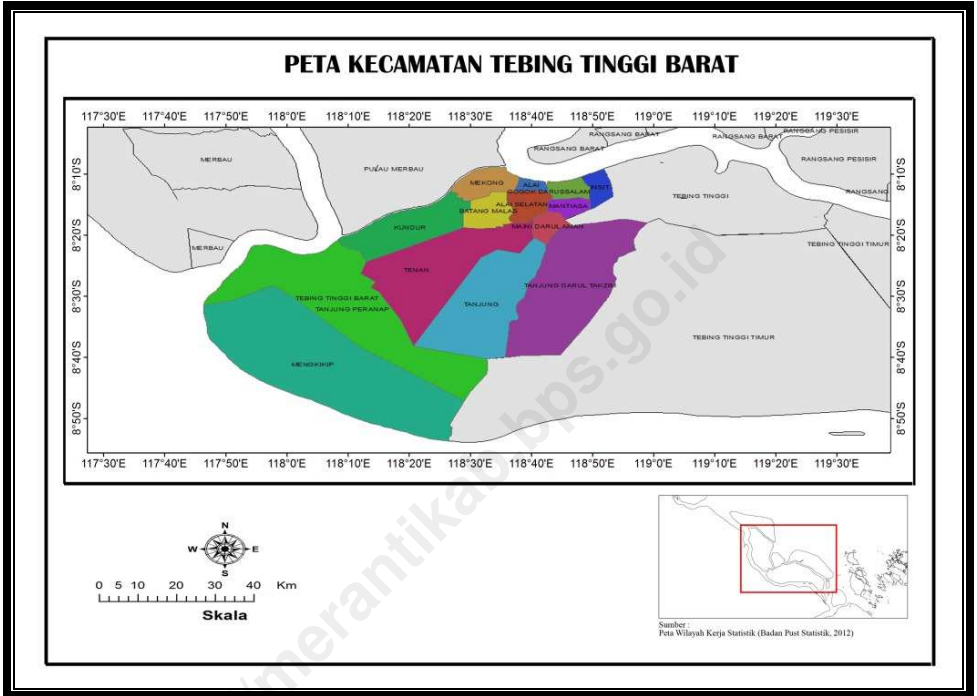 PETA KECAMATAN TEBING TINGGI BARAT
117°30'E 117°40'E 117°50'E 118°0'E 118°10'E 118°20'E 118°30'E 118°40'E 118°50'E 119°0'E 119°10'E 119°20'E 119°30'E
RANGSANG BARAT
RANGSANG BARAT
RANGSANG PESISIR
RANGSANG BARAT
MERBAU
RANGSANG PESISIR
PULAU MERBAU
8°10'S
8°10'S
MEKONG
ALAI
INSIT
GOGOK DARUSSALAM
RANGSANG
TEBING TINGGI
ALAI SELATAN
MANTIASA
BATANG MALAS
KUNDUR
MAINI DARUL AMAN
8°20'S
8°20'S
MERBAU
TEBING TINGGI TIMUR
TENAN
TANJUNG DARUL TAKZIM
8°30'S
8°30'S
TEBING TINGGI BARAT
TANJUNG
TANJUNG PERANAP
TEBING TINGGI TIMUR
8°40'S
8°40'S
MENGKIKIP
8°50'S
8°50'S
117°30'E 117°40'E 117°50'E 118°0'E 118°10'E 118°20'E 118°30'E 118°40'E 118°50'E 119°0'E 119°10'E 119°20'E 119°30'E
N
W E
S
0 5 10 20 30 40 Km
Skala
Sumber :
Peta Wilayah Kerja Statistik (Badan Pust Statistik, 2012)
/merantikab.bps.go.id